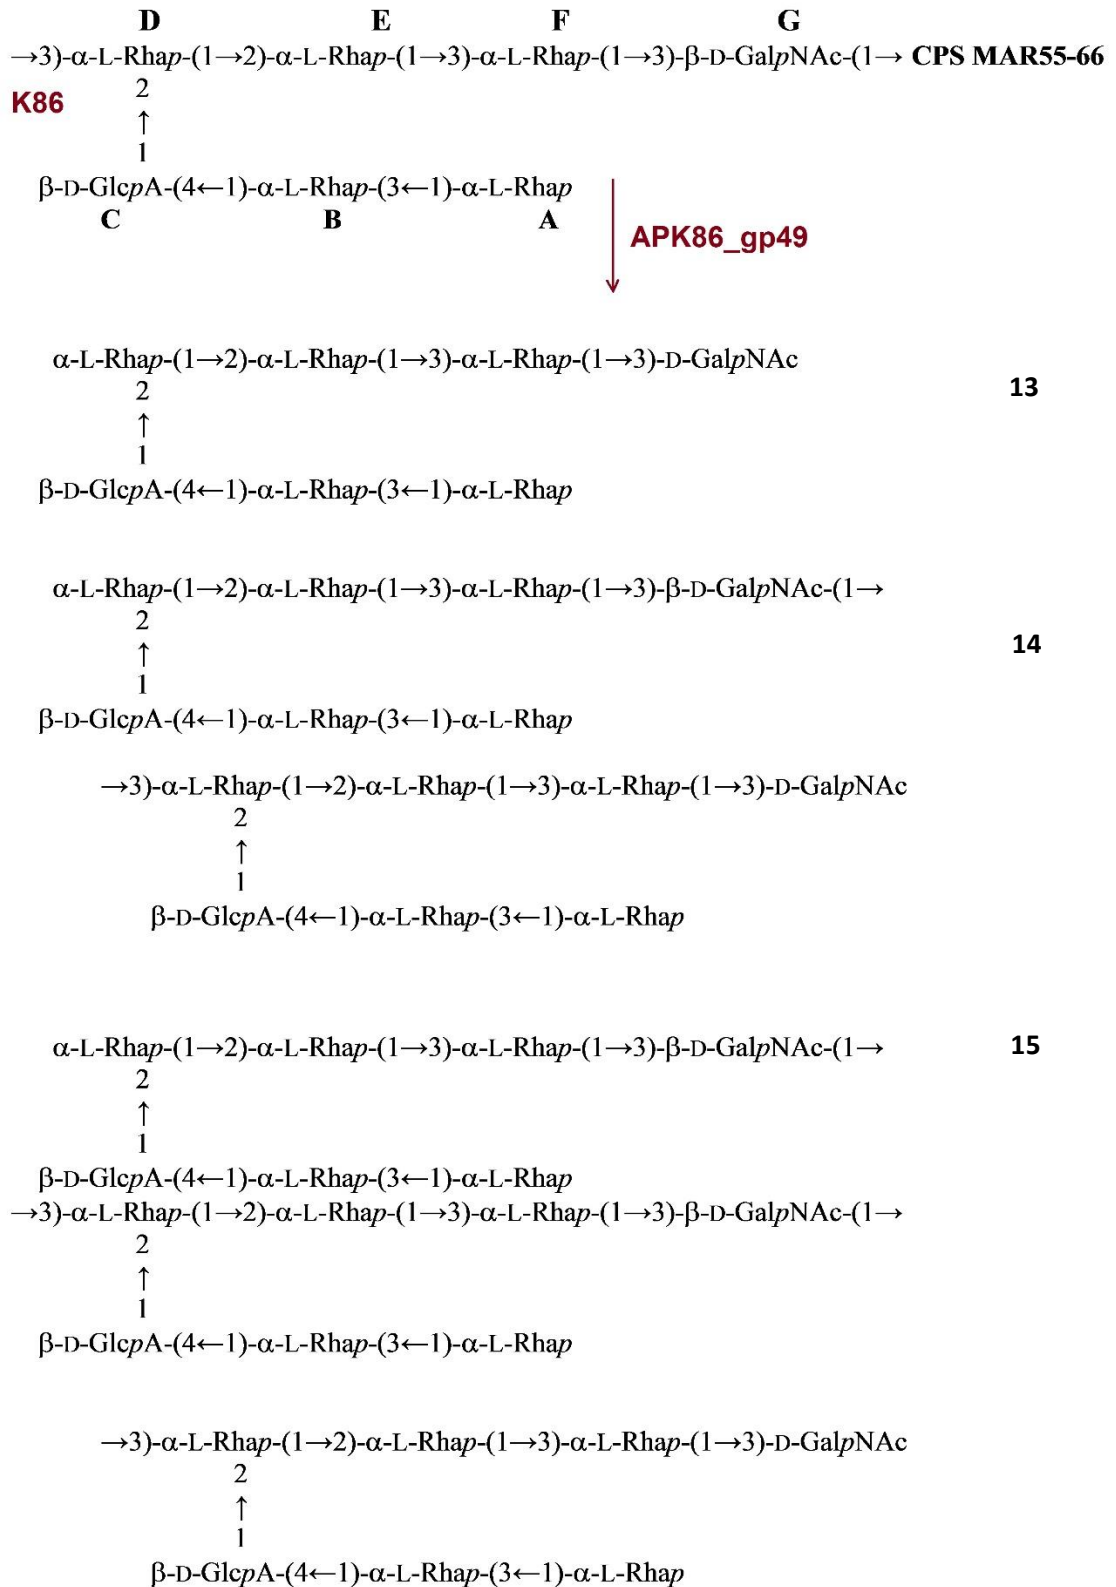 D E F G
→3)-α-L-Rhap-(1→2)-α-L-Rhap-(1→3)-α-L-Rhap-(1→3)-β-D-GalpNAc-(1→ CPS MAR55-66
K86
2
↑
1
β-D-GlcpA-(4←1)-α-L-Rhap-(3←1)-α-L-Rhap
C B A
APK86_gp49
α-L-Rhap-(1→2)-α-L-Rhap-(1→3)-α-L-Rhap-(1→3)-D-GalpNAc
13
2
↑
1
β-D-GlcpA-(4←1)-α-L-Rhap-(3←1)-α-L-Rhap
α-L-Rhap-(1→2)-α-L-Rhap-(1→3)-α-L-Rhap-(1→3)-β-D-GalpNAc-(1→
2
14
↑
1
β-D-GlcpA-(4←1)-α-L-Rhap-(3←1)-α-L-Rhap
→3)-α-L-Rhap-(1→2)-α-L-Rhap-(1→3)-α-L-Rhap-(1→3)-D-GalpNAc
2
↑
1
β-D-GlcpA-(4←1)-α-L-Rhap-(3←1)-α-L-Rhap
α-L-Rhap-(1→2)-α-L-Rhap-(1→3)-α-L-Rhap-(1→3)-β-D-GalpNAc-(1→ 15
2
↑
1
β-D-GlcpA-(4←1)-α-L-Rhap-(3←1)-α-L-Rhap
→3)-α-L-Rhap-(1→2)-α-L-Rhap-(1→3)-α-L-Rhap-(1→3)-β-D-GalpNAc-(1→
2
↑
1
β-D-GlcpA-(4←1)-α-L-Rhap-(3←1)-α-L-Rhap
→3)-α-L-Rhap-(1→2)-α-L-Rhap-(1→3)-α-L-Rhap-(1→3)-D-GalpNAc
2
↑
1
β-D-GlcpA-(4←1)-α-L-Rhap-(3←1)-α-L-Rhap